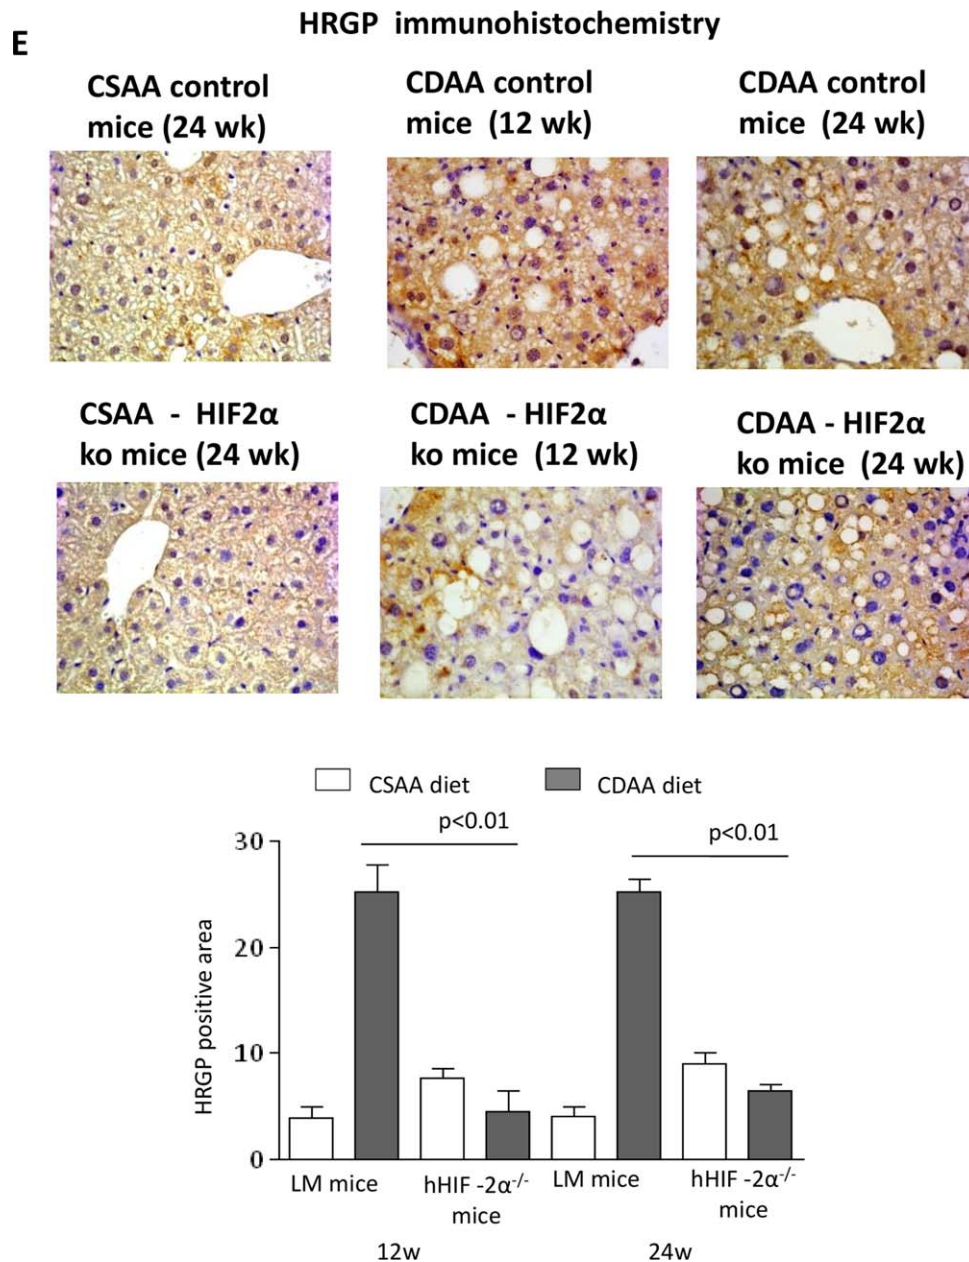 E
HRGP immunohistochemistry
CSAA control
mice (24 wk)
CDAA control
mice (12 wk)
CDAA control
mice (24 wk)
CSAA - HIF2α
ko mice (24 wk)
CDAA - HIF2α
ko mice (12 wk)
CDAA - HIF2α
ko mice (24 wk)
CSAA diet
CDAA diet
p<0.01
p<0.01
30
20
10
0
HRGP positive area
LM mice
hHIF -2α-/-
mice
LM mice
hHIF -2α-/-
mice
12w
24w